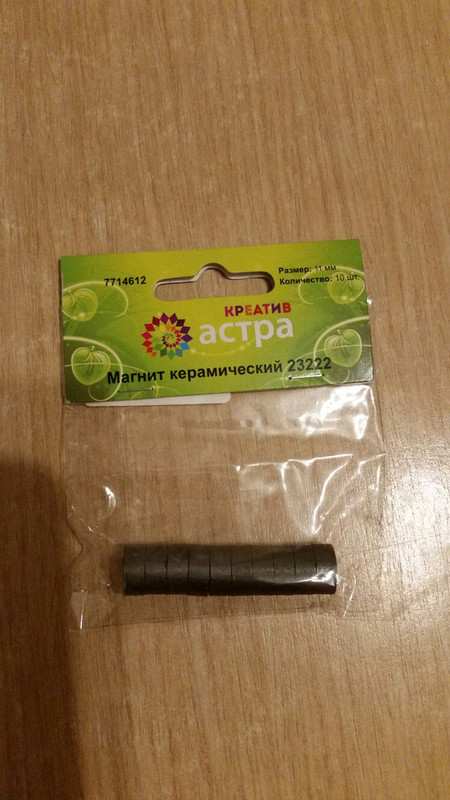 7714612
Размер: 11 мм
Количество: 10 шт.
КРЕАТИВ
астра
Магнит керамический 23222